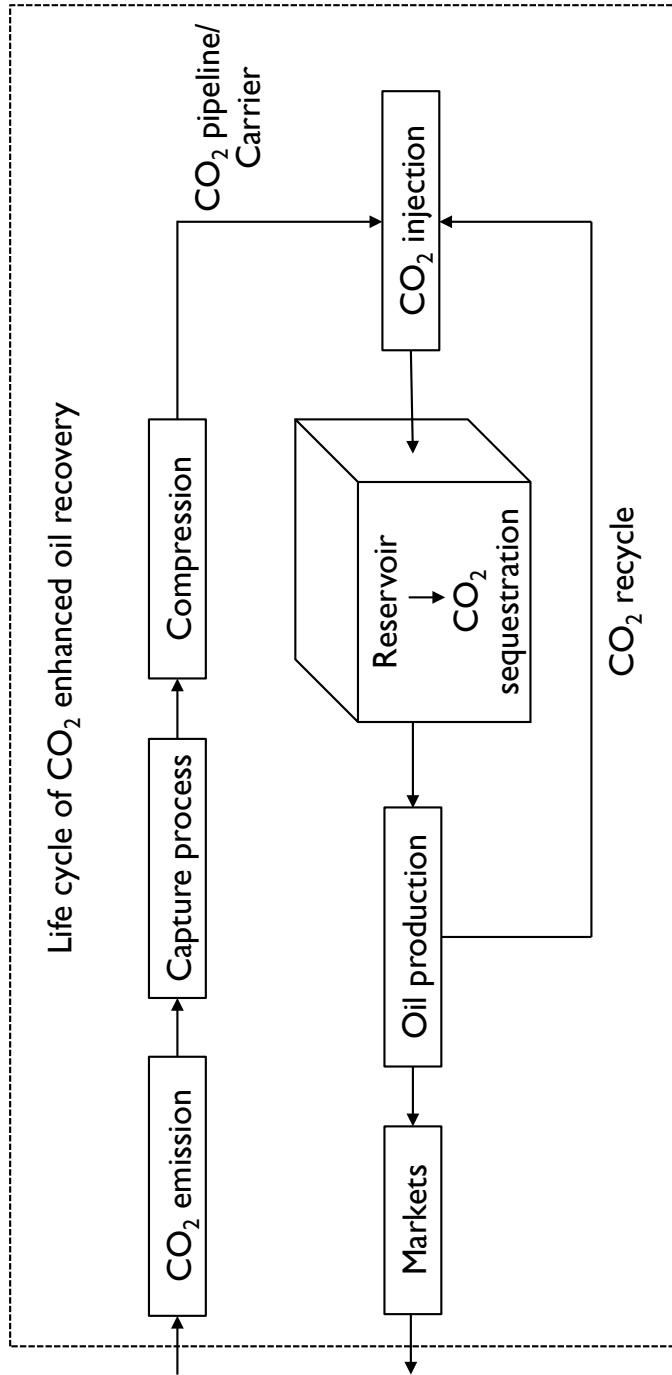 Life cycle of CO₂ enhanced oil recovery
CO₂ emission
Capture process
Compression
CO₂ pipeline/
Carrier
CO₂ injection
Reservoir
CO₂
sequestration
Oil production
Markets
CO₂ recycle